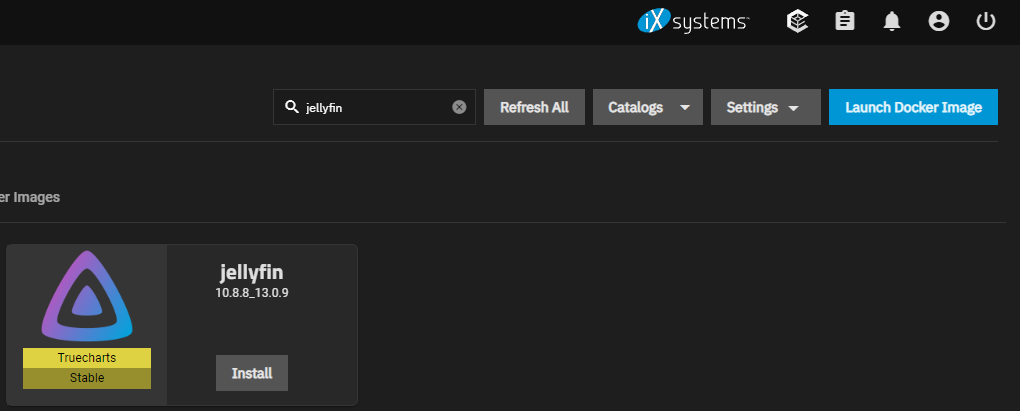 iX systems™
jellyfin
Refresh All
Catalogs
Settings
Launch Docker Image
er Images
jellyfin
10.8.8_13.0.9
Truecharts
Stable
Install